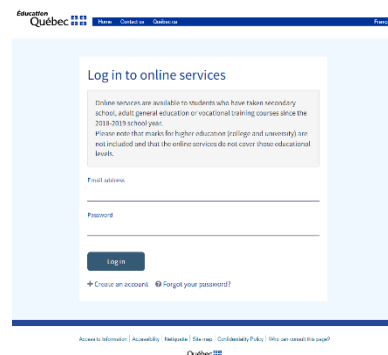 Éducation
Québec
Home Contact us Québec.ca
Log in to online services
Online services are available to students who have taken secondary
school, adult general education or vocational training courses since the
2018-2019 school year.
Please note that marks for higher education (college and university) are
not included and that the online services do not cover these educational
levels.
Email address
Password
Log in
+ Create an account Forgot your password?
Access to Information | Accessibility | Netiquette | Site map | Confidentiality Policy | Who can consult this page?
Québec